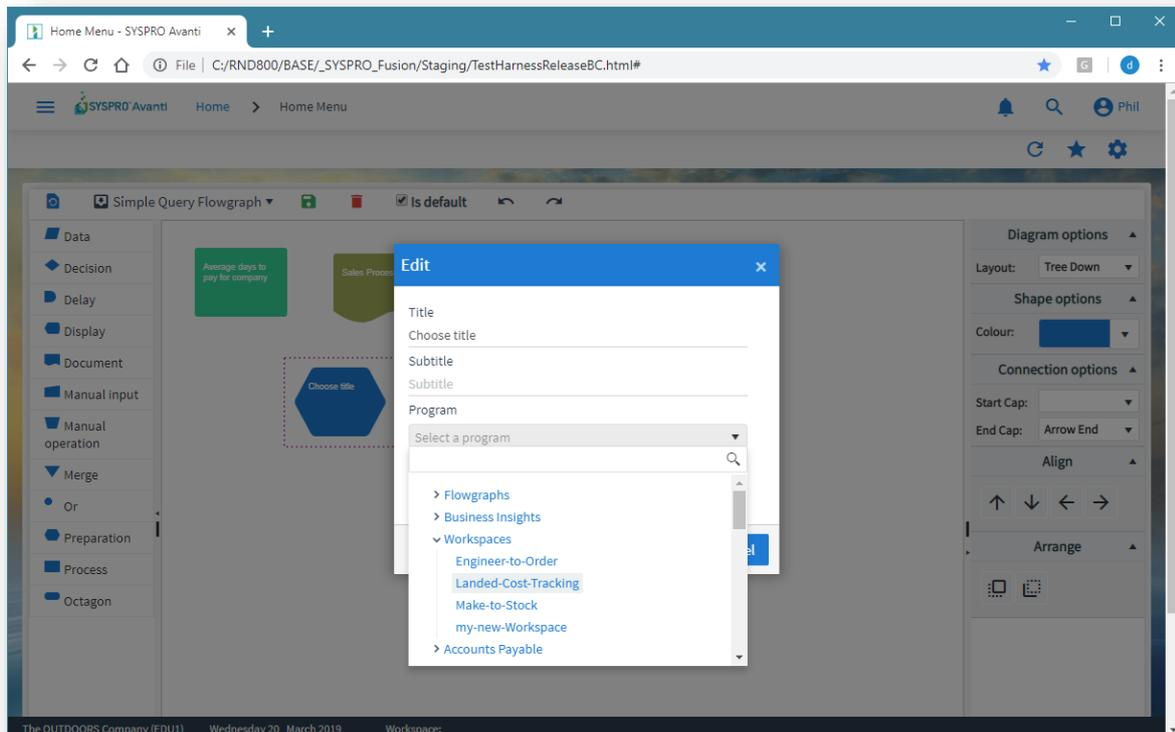 Home Menu - SYSPRO Avanti
File | C:/RND800/BASE/_SYSPRO_Fusion/Staging/TestHarnessReleaseBC.html#
G
d
SYSPRO Avanti Home > Home Menu
Phil
Simple Query Flowgraph
Is default
Data
Decision
Delay
Display
Document
Manual input
Manual
operation
Merge
Or
Preparation
Process
Octagon
Average days to
pay for company
Sales Proces
Choose title
Edit
Title
Choose title
Subtitle
Subtitle
Program
Select a program
Flowgraphs
Business Insights
Workspaces
Engineer-to-Order
Landed-Cost-Tracking
Make-to-Stock
my-new-Workspace
Accounts Payable
el
Diagram options
Layout: Tree Down
Shape options
Colour:
Connection options
Start Cap:
End Cap: Arrow End
Align
Arrange
The OUTDOORS Company (EDU1) Wednesday 20 March 2019 Workspace: